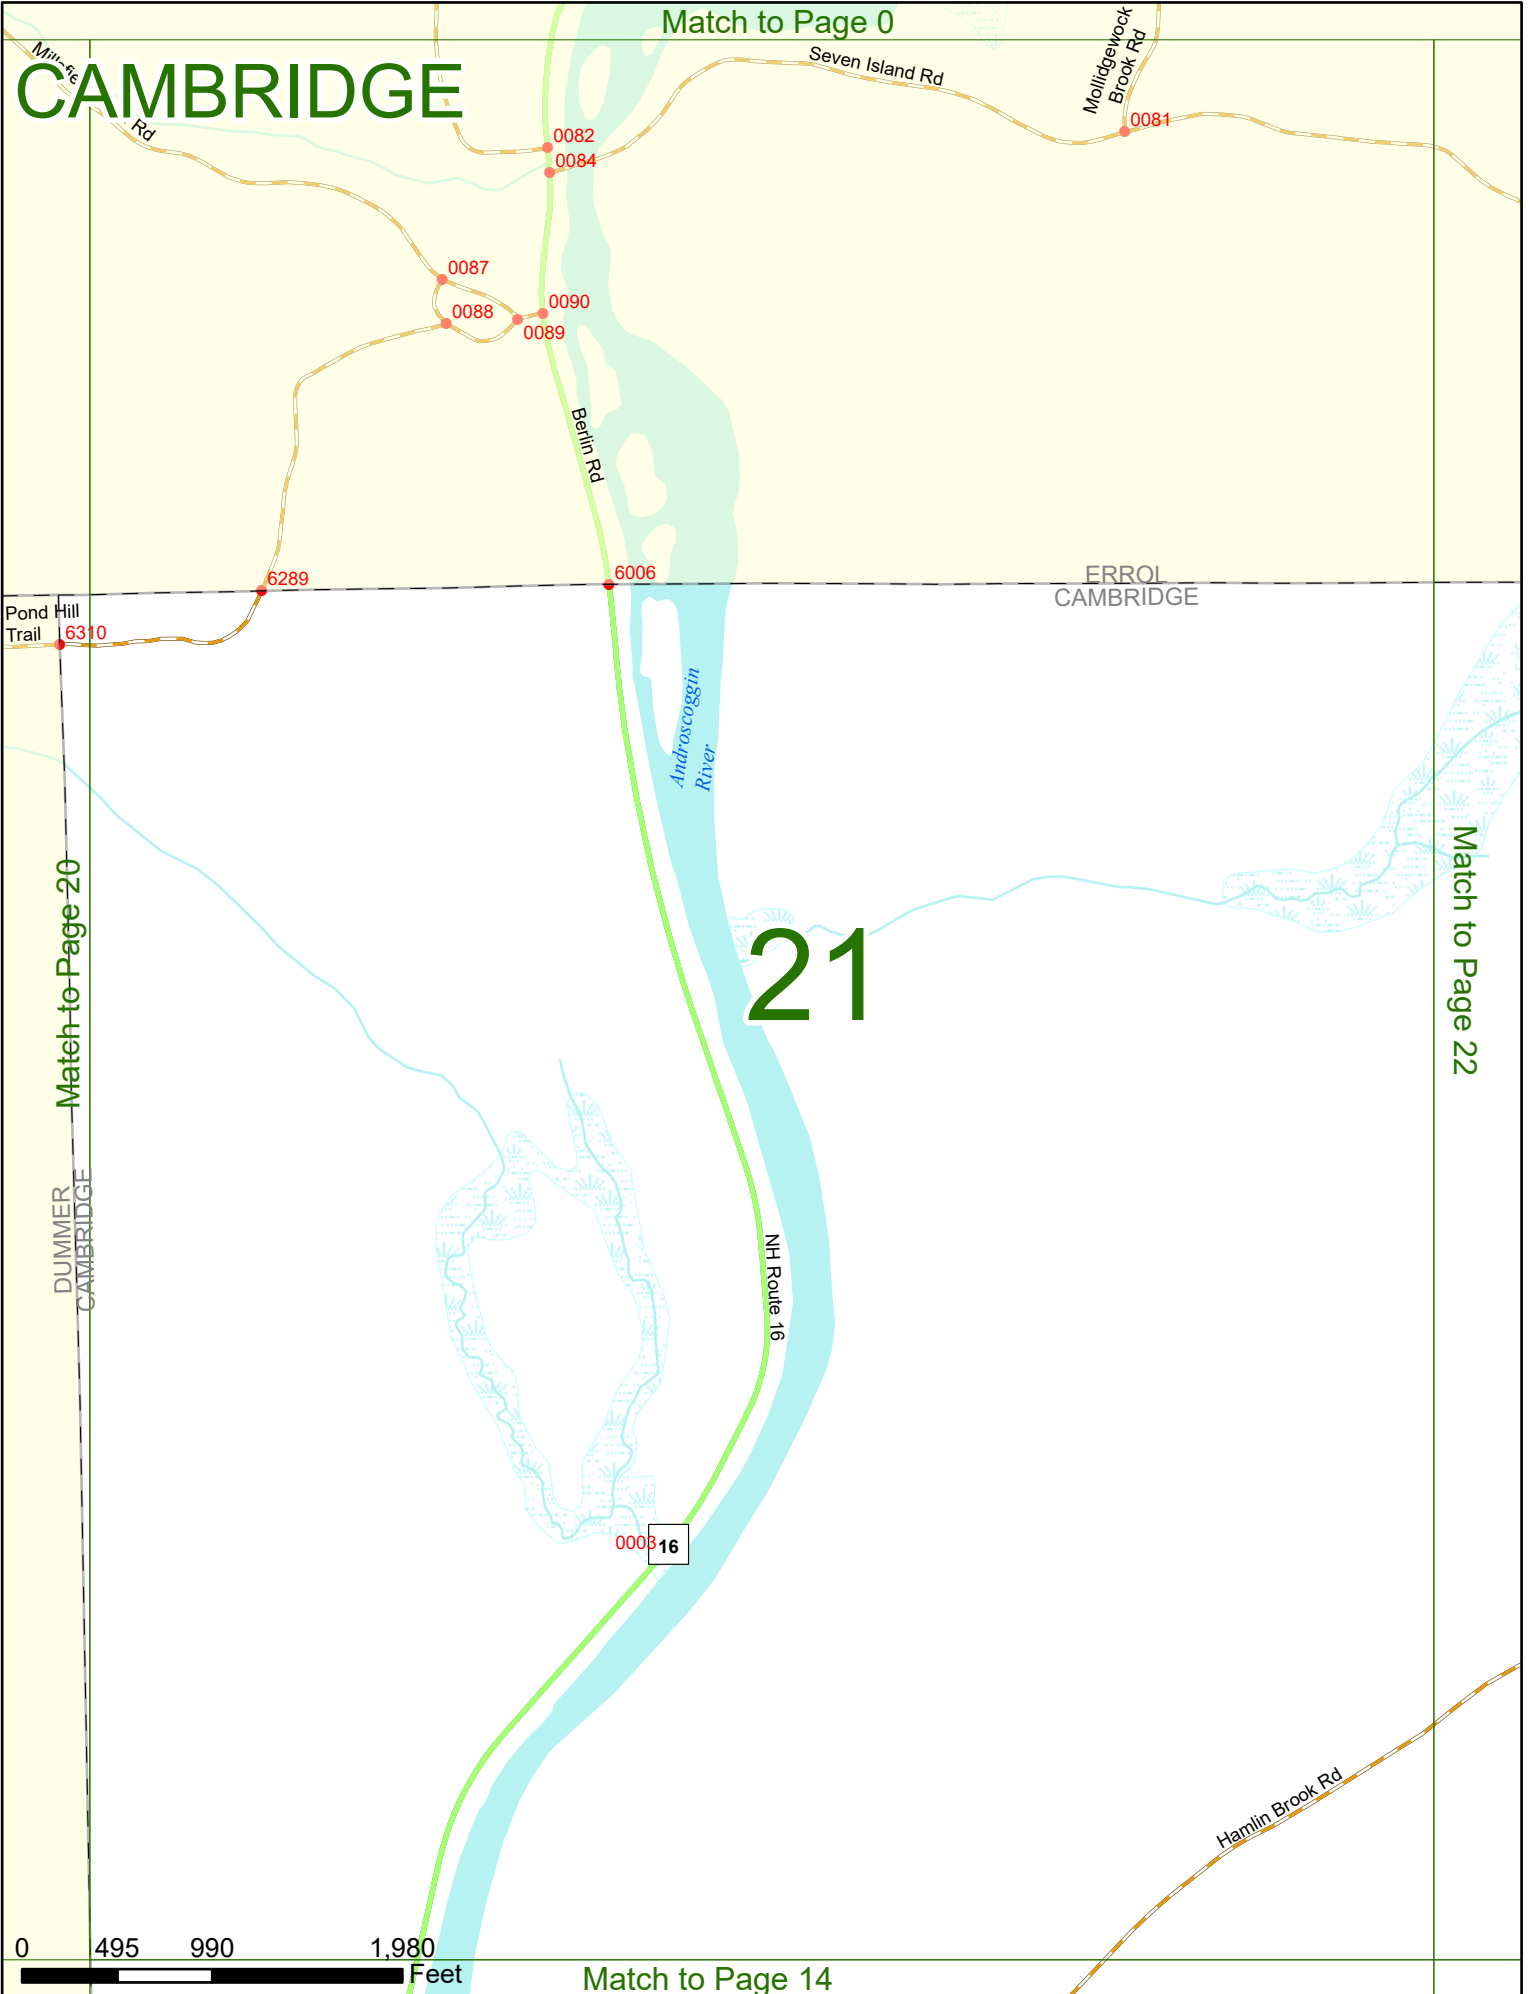 Match to Page 0
CAMBRIDGE
Rd
Seven Island Rd
Mollidgewock
Brook Rd
0081
0082
0084
0087
0088
0090
0089
Berlin Rd
6289
6006
ERROL
CAMBRIDGE
Pond Hill
Trail
6310
Androscoggin
River
Match to Page 20
Match to Page 22
21
DUMMER
CAMBRIDGE
NH Route 16
0003
16
Hamlin Brook Rd
0 495 990 1,980
Feet
Match to Page 14